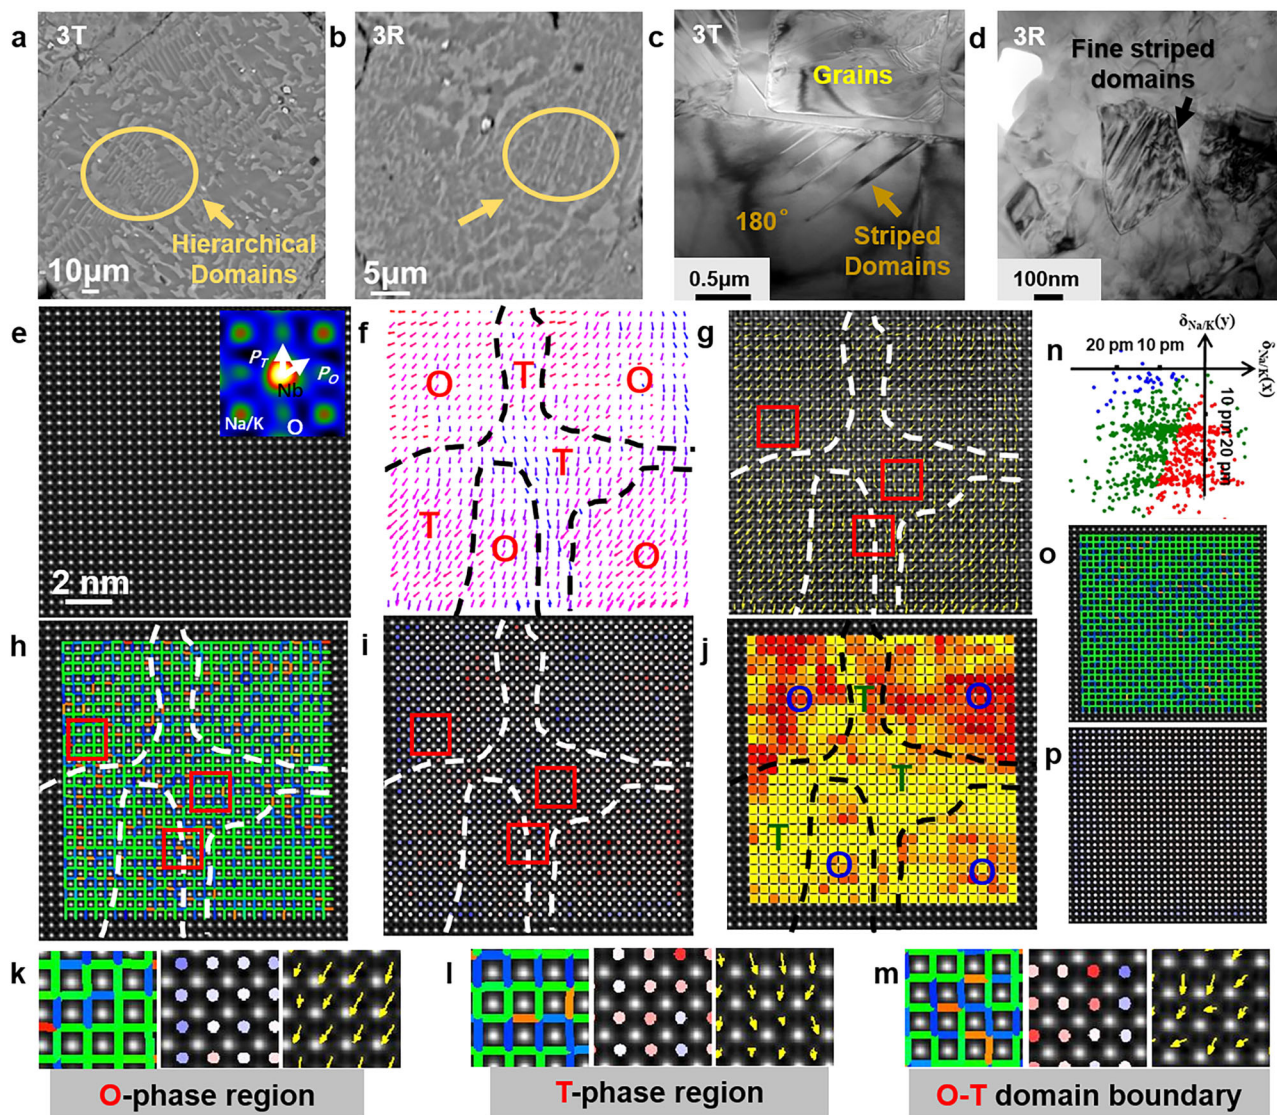 a
3T
Hierarchical
Domains
10μm
b
3R
5μm
c
3T
Grains
180°
Striped
Domains
0.5μm
d
3R
Fine striped
domains
100nm
e
P_T
P_O
Nb
Na/K
O
2 nm
f
O
T
O
T
T
O
O
g
n
δNa/K(y)
20 pm 10 pm
δNa/K(x)
10 pm 20 pm
h
i
j
O
T
O
T
T
O
O
o
p
k
O-phase region
l
T-phase region
m
O-T domain boundary